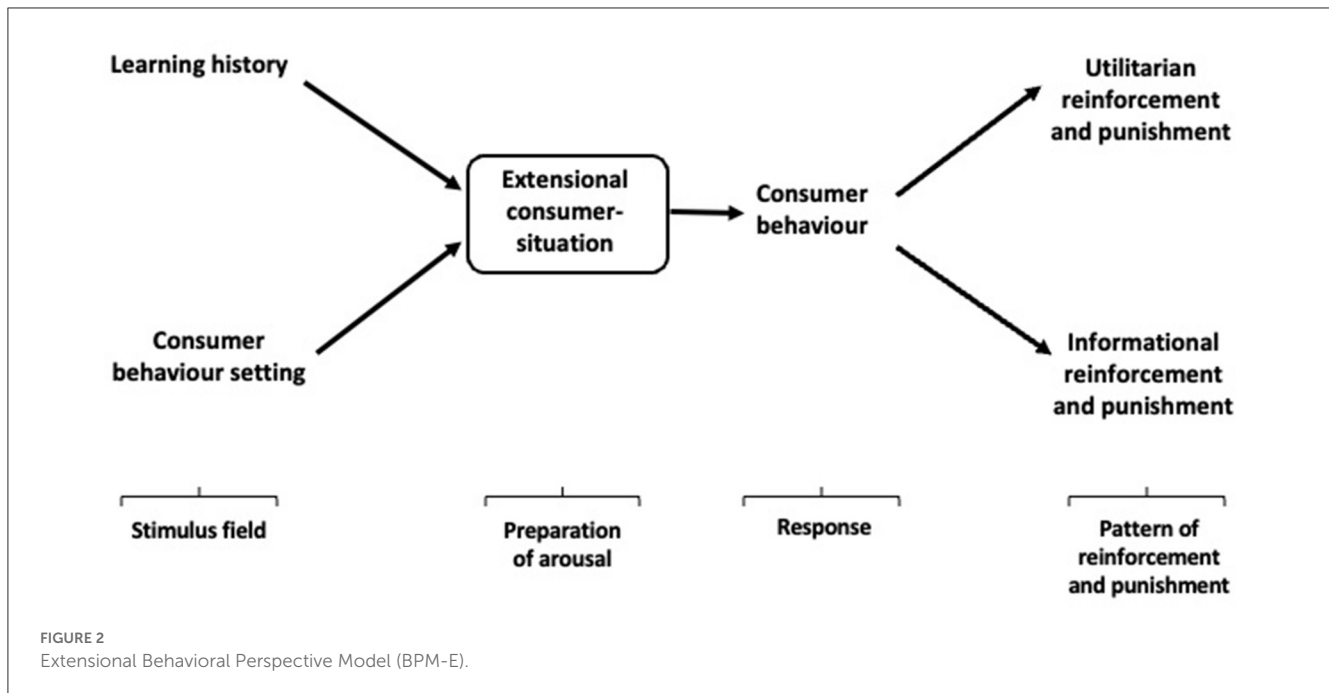 Learning history
Consumer
behaviour setting
Extensional
consumer-
situation
Consumer
behaviour
Utilitarian
reinforcement
and punishment
Informational
reinforcement
and punishment
Stimulus field
Preparation
of arousal
Response
Pattern of
reinforcement
and punishment
FIGURE 2
Extensional Behavioral Perspective Model (BPM-E).